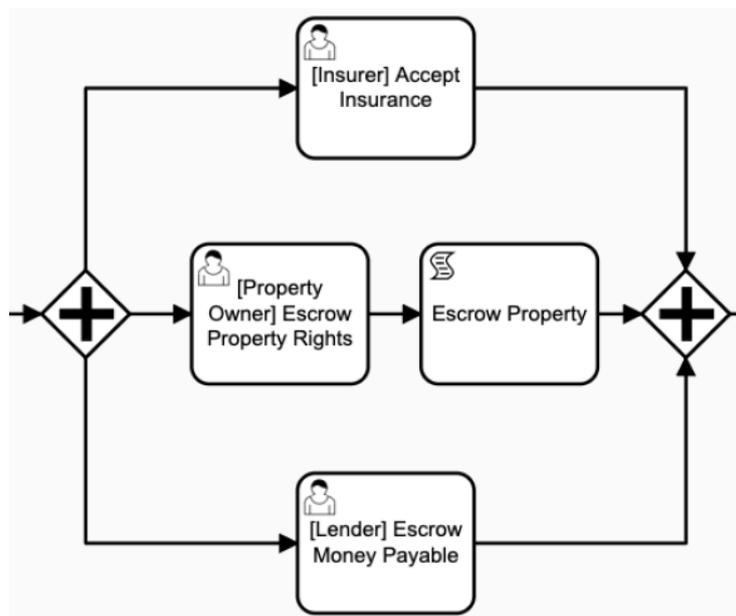 [Insurer] Accept
Insurance
[Property
Owner] Escrow
Property Rights
Escrow Property
[Lender] Escrow
Money Payable